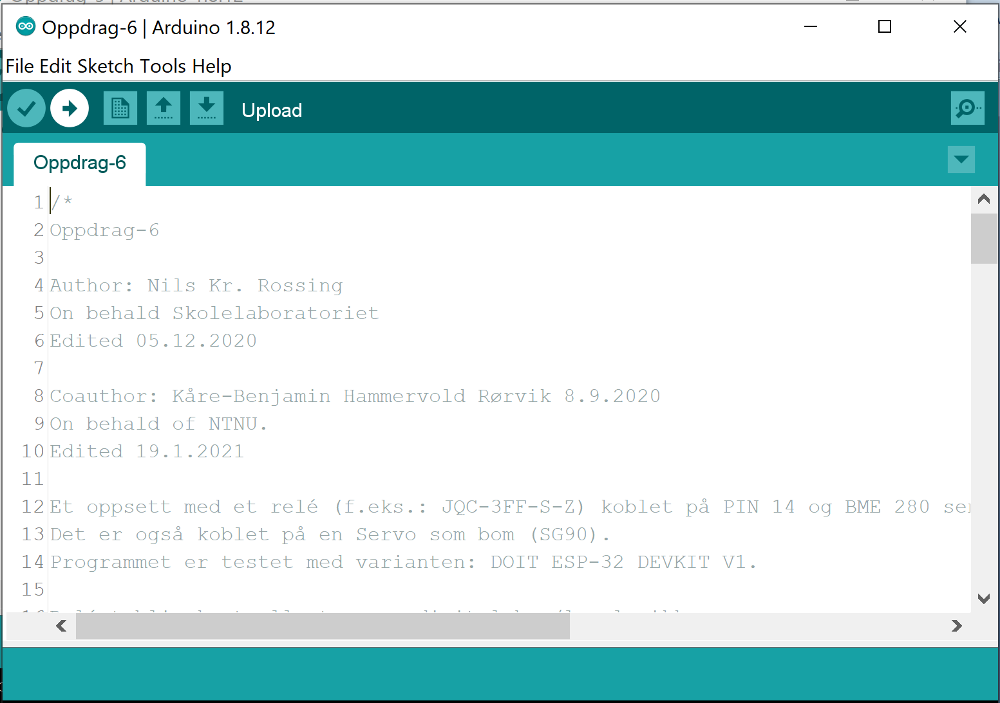 Oppdrag-6 | Arduino 1.8.12
File Edit Sketch Tools Help
Upload
Oppdrag-6
1 /*
2 Oppdrag-6
3
4 Author: Nils Kr. Rossing
5 On behald Skolelaboratoriet
6 Edited 05.12.2020
7
8 Coauthor: Kåre-Benjamin Hammervold Rørvik 8.9.2020
9 On behald of NTNU.
10 Edited 19.1.2021
11
12 Et oppsett med et relé (f.eks.: JQC-3FF-S-Z) koblet på PIN 14 og BME 280
13 Det er også koblet på en Servo som bom (SG90).
14 Programmet er testet med varianten: DOIT ESP-32 DEVKIT V1.
15